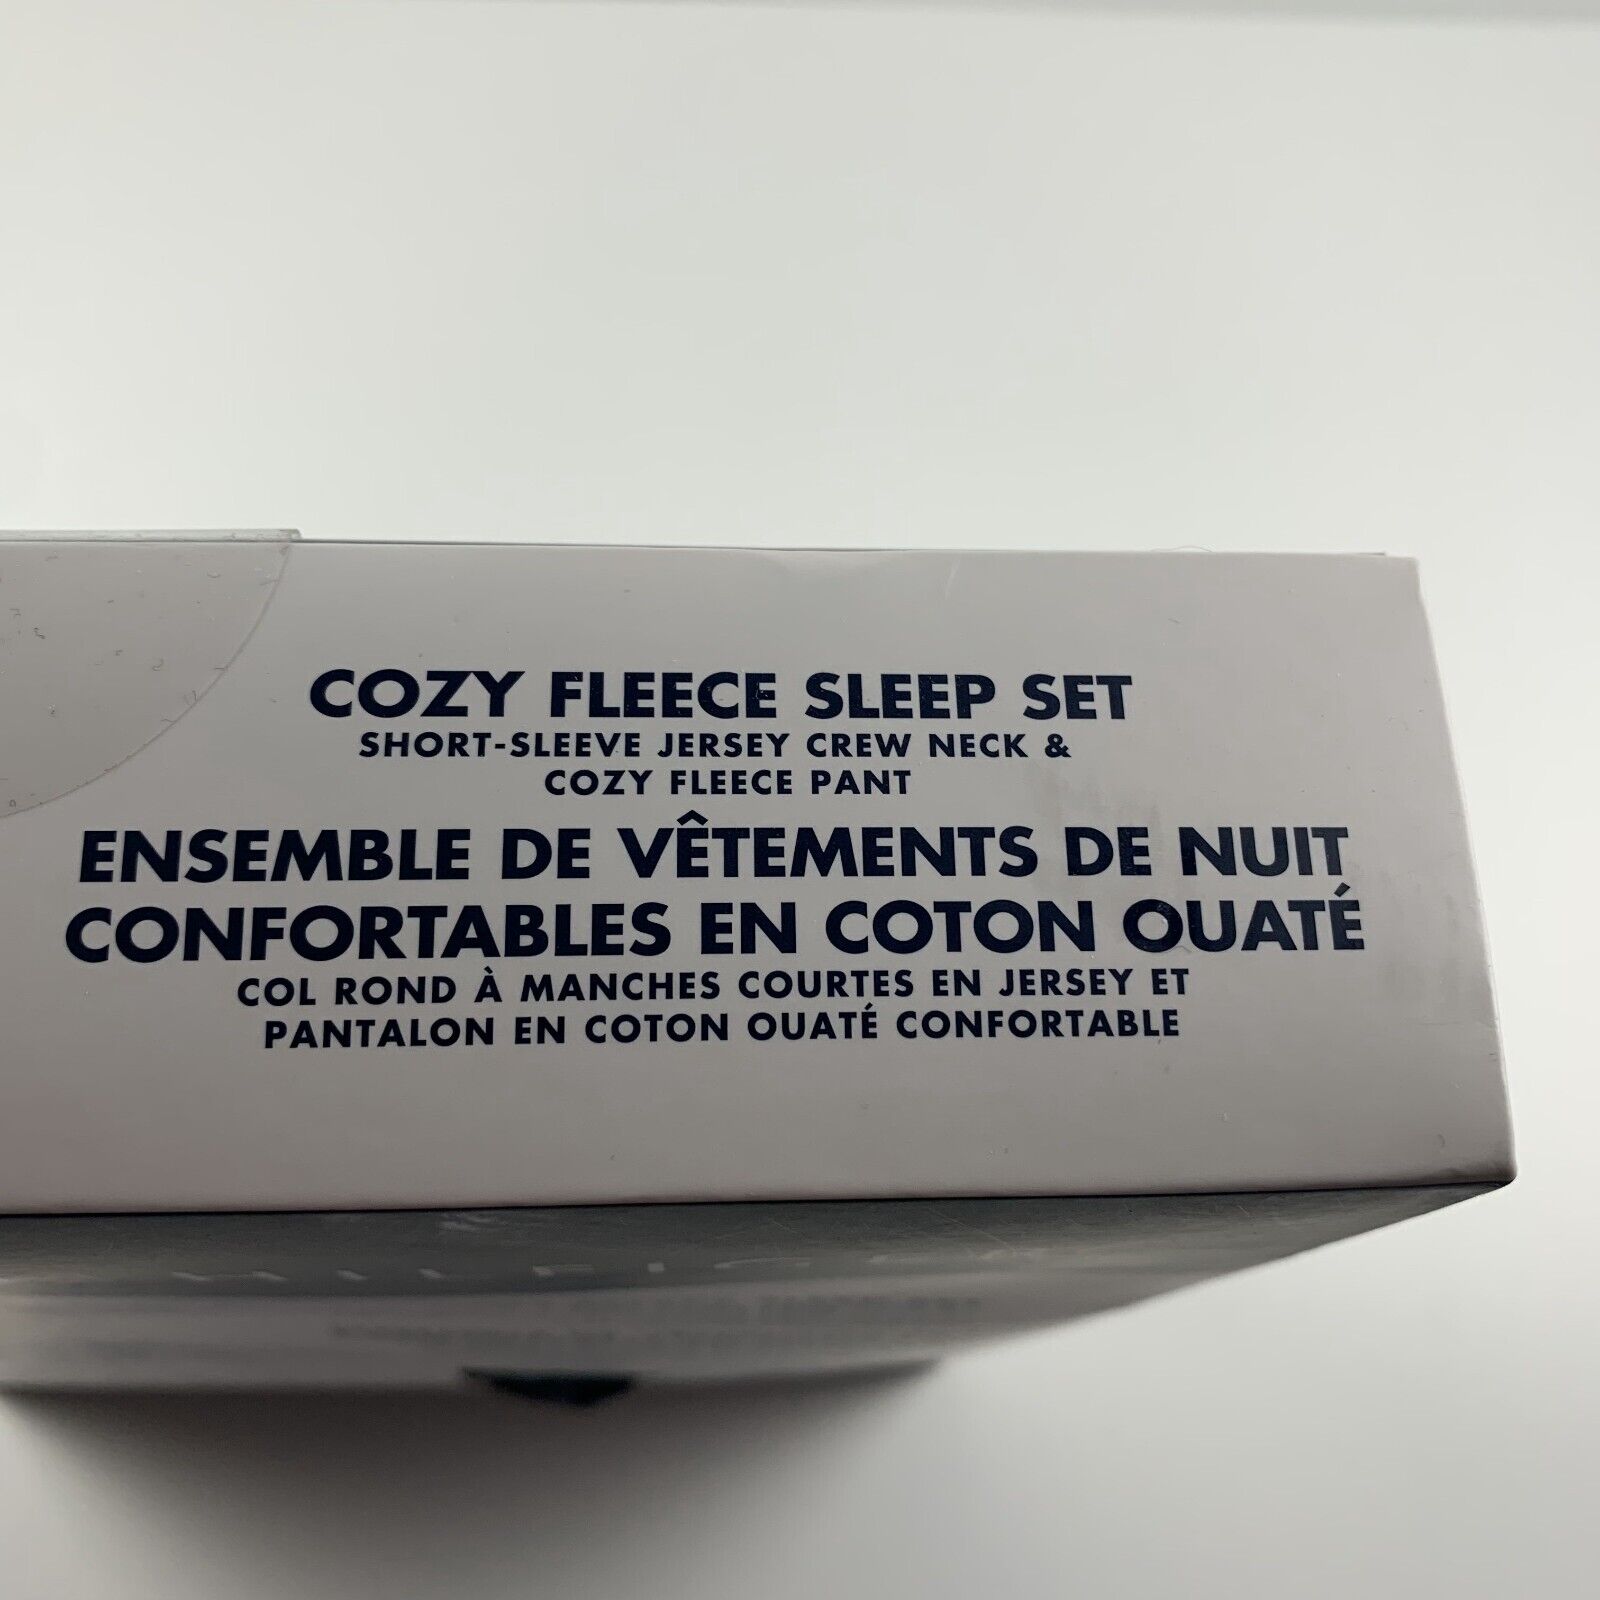 COZY FLEECE SLEEP SET
SHORT-SLEEVE JERSEY CREW NECK &
COZY FLEECE PANT
ENSEMBLE DE VÊTEMENTS DE NUIT
CONFORTABLES EN COTON OUATÉ
COL ROND À MANCHES COURTES EN JERSEY ET
PANTALON EN COTON OUATÉ CONFORTABLE